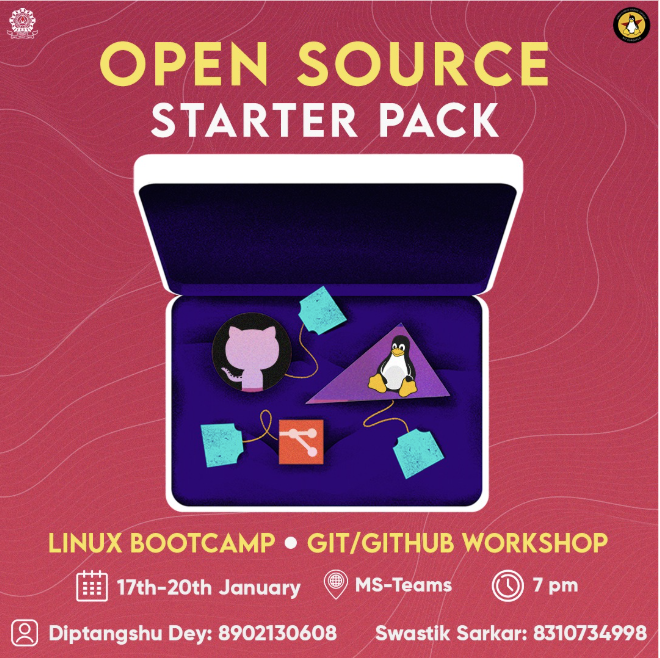 OPEN SOURCE
STARTER PACK
LINUX BOOTCAMP • GIT/GITHUB WORKSHOP
17th-20th January MS-Teams 7 pm
Diptangshu Dey: 8902130608 Swastik Sarkar: 8310734998